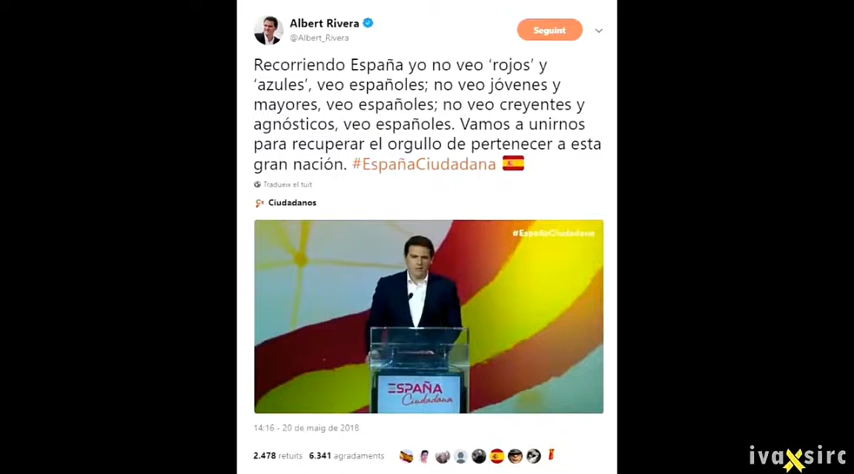 Albert Rivera
@Albert_Rivera
Seguint
Recorriendo España yo no veo ‘rojos’ y
‘azules’, veo españoles; no veo jóvenes y
mayores, veo españoles; no veo creyentes y
agnósticos, veo españoles. Vamos a unirnos
para recuperar el orgullo de pertenecer a esta
gran nación. #EspañaCiudadana 🇪🇸
Tradueix el tuit
Ciudadanos
#EspañaCiudadana
ESPAÑA
Ciudadana
14:16 - 20 de maig de 2018
2.478 retuits 6.341 agradaments
ivaxsirc